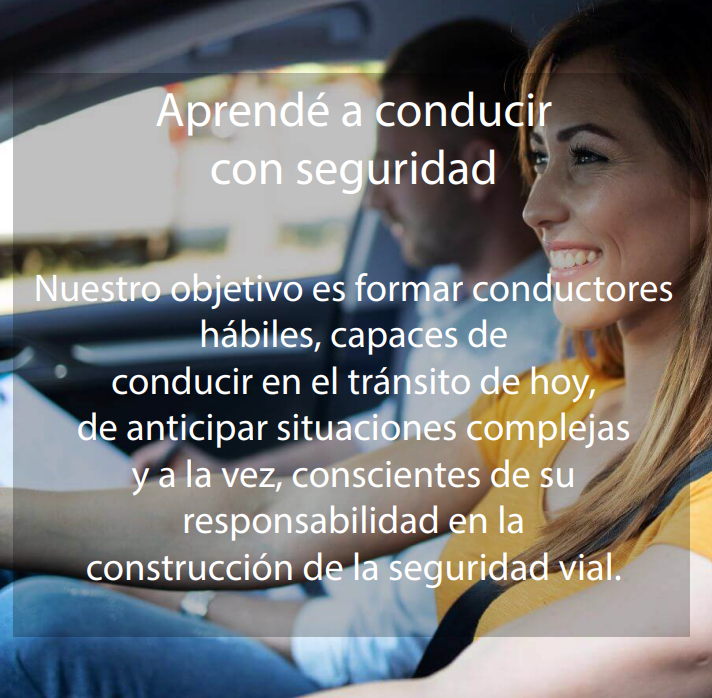 Aprendé a conducir
con seguridad
Nuestro objetivo es formar conductores
hábiles, capaces de
conducir en el tránsito de hoy,
de anticipar situaciones complejas
y a la vez, conscientes de su
responsabilidad en la
construcción de la seguridad vial.